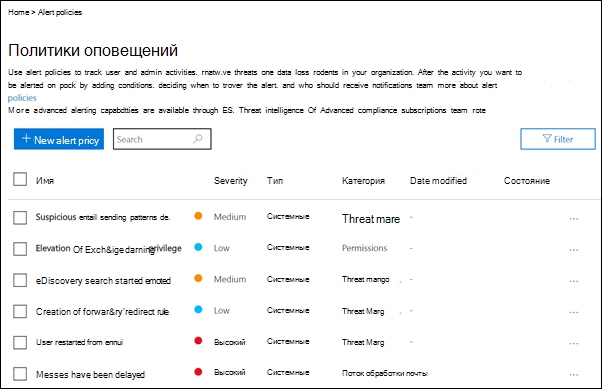 Home > Alert policies
Политики оповещений
Use alert policies to track user and admin activities. rnatw.ve threats one data loss rodents in your organization. After the activity you want to
be alerted on pock by adding conditions. deciding when to trover the alert. and who should receive notifications team more about alert
policies
More advanced alerting capabdtties are available through ES. Threat intelligence Of Advanced compliance subscriptions team rote
+ New alert pricy Search Filter
Имя Severity Тип Категория Date modified Состояние
Suspicious entail sending patterns de. Medium Системные Threat mare - ...
Elevation Of Exch&ige darning privilege Low Системные Permissions - ...
eDiscovery search started emoted Medium Системные Threat mango . - ...
Creation of forwar&ry'redirect rule Low Системные Threat Marg - ...
User restarted from ennui Высокий Системные Threat Marg - ...
Messes have been delayed Высокий Системные Поток обработки почты ...